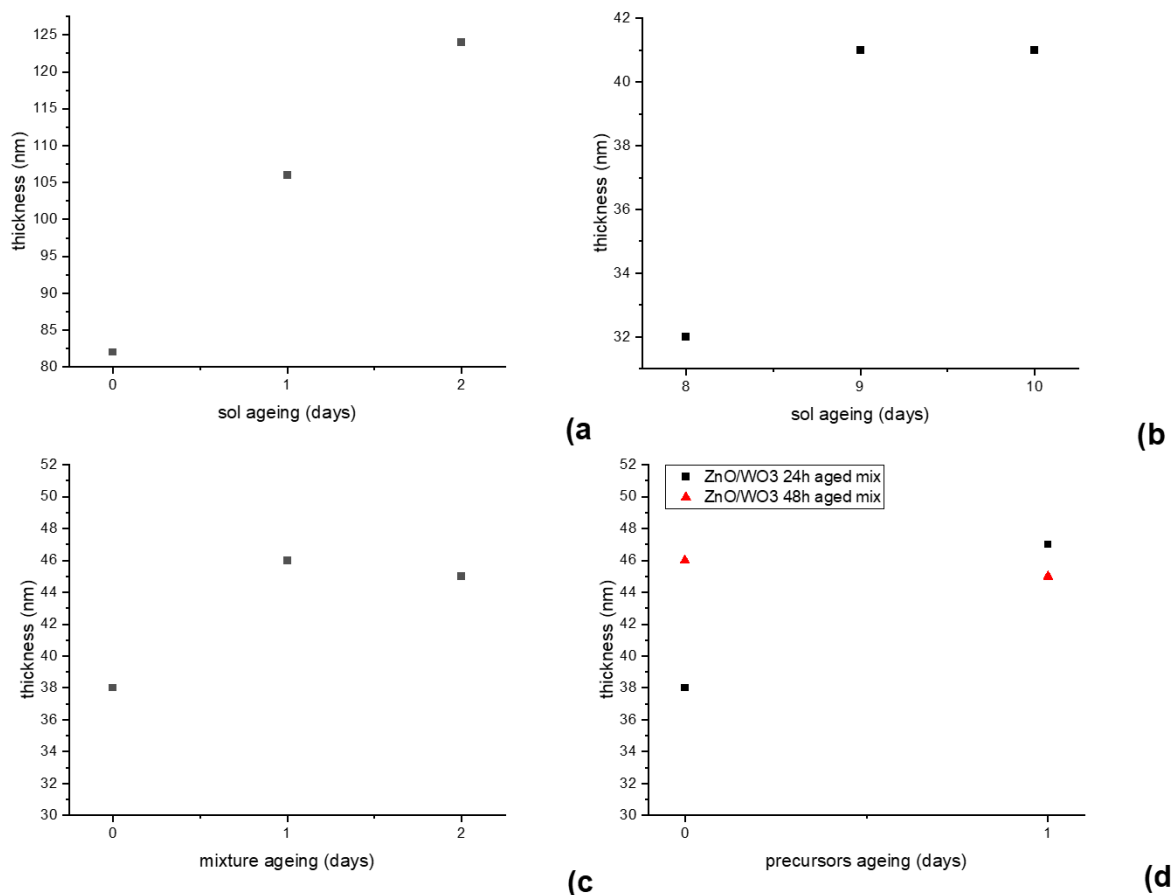 125
120
115
110
105
100
95
90
85
80
thickness (nm)
0 1 2
sol ageing (days)
(a
42
40
38
36
34
32
thickness (nm)
8 9 10
sol ageing (days)
(b
52
50
48
46
44
42
40
38
36
34
32
30
thickness (nm)
0 1 2
mixture ageing (days)
(c
ZnO/WO3 24h aged mix
ZnO/WO3 48h aged mix
52
50
48
46
44
42
40
38
36
34
32
30
thickness (nm)
0 1
precursors ageing (days)
(d